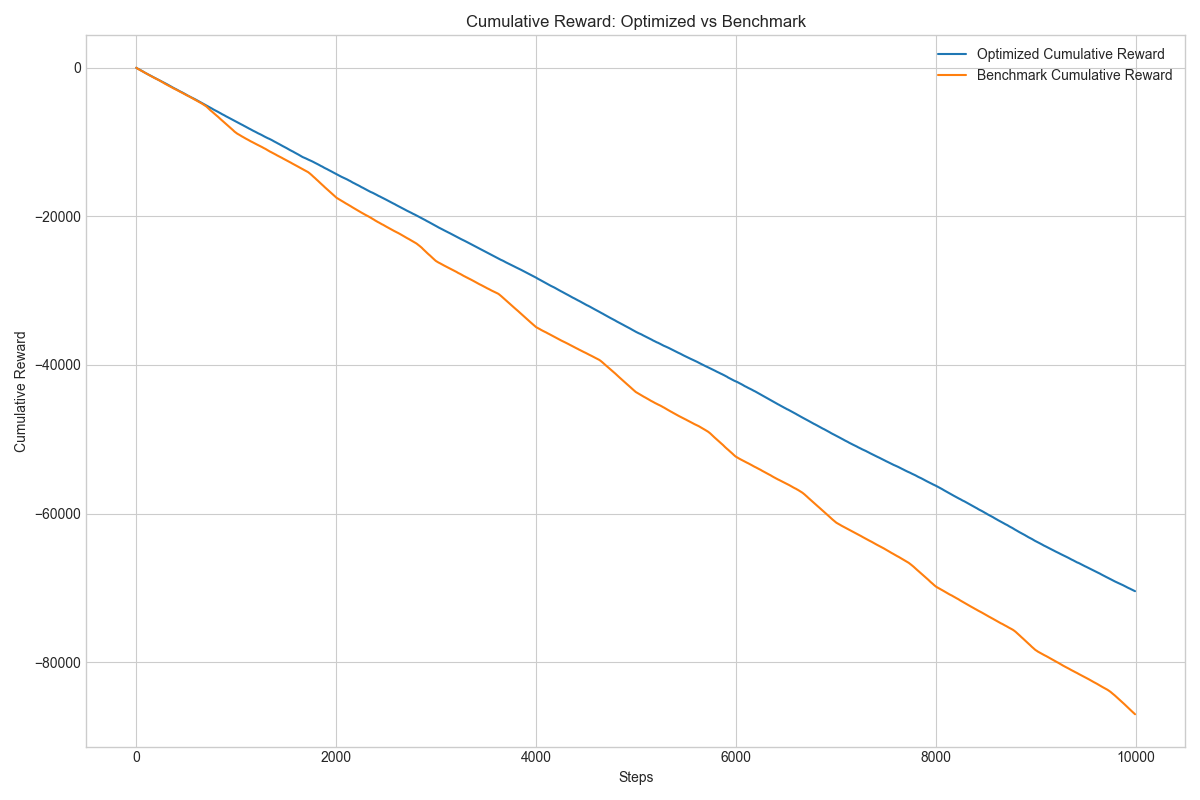 Cumulative Reward: Optimized vs Benchmark
Optimized Cumulative Reward
Benchmark Cumulative Reward
Cumulative Reward
0
−20000
−40000
−60000
−80000
0
2000
4000
6000
8000
10000
Steps